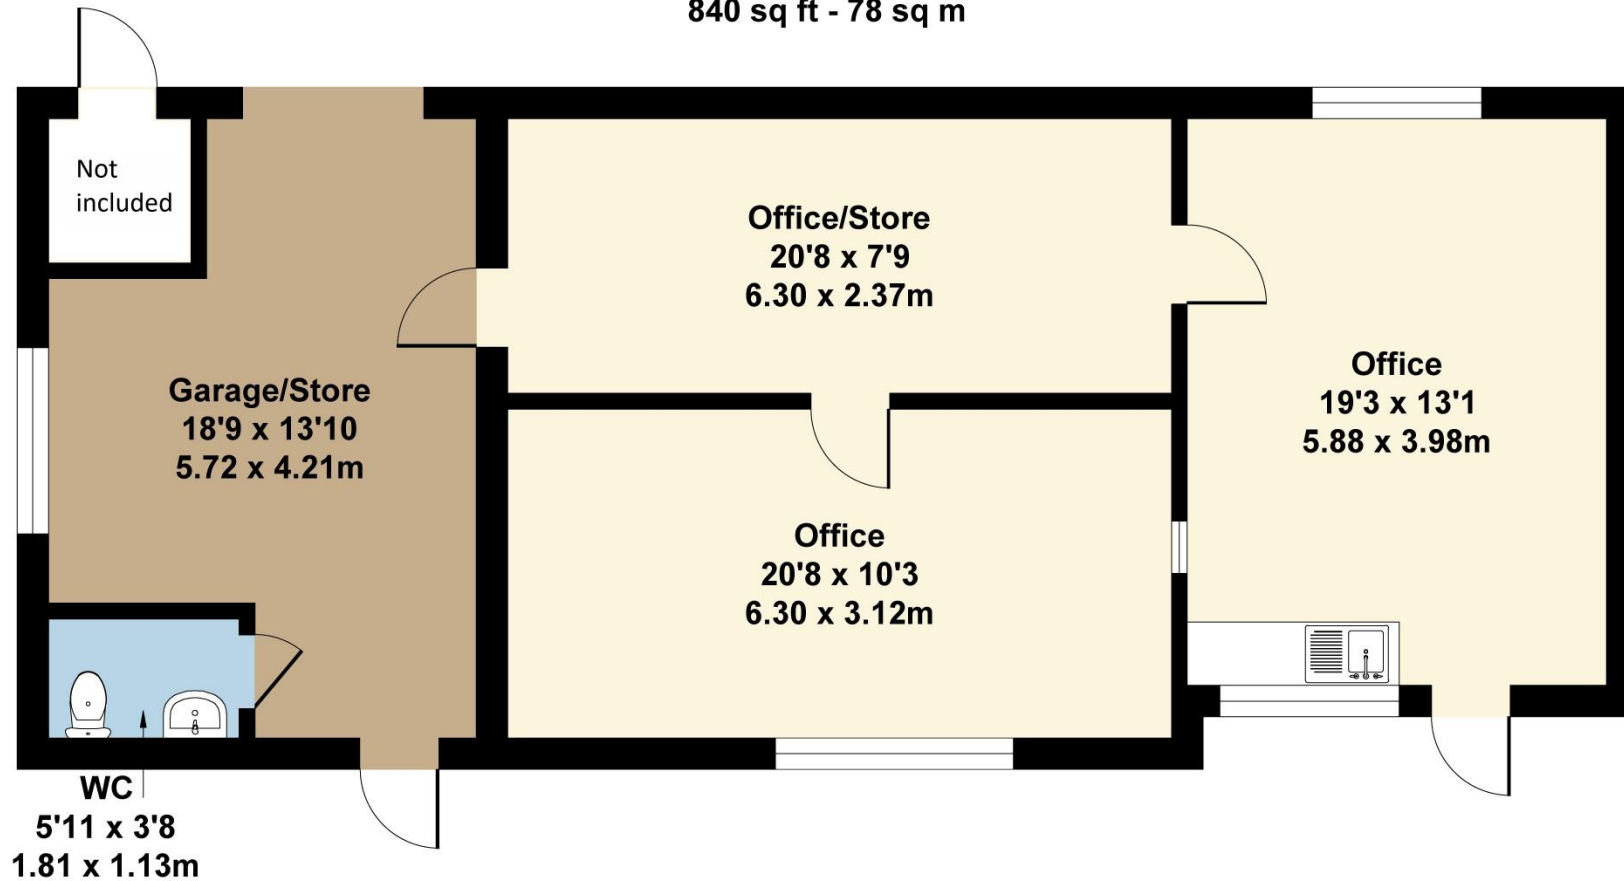 840 sq ft - 78 sq m
Not
included
Office/Store
20'8 x 7'9
6.30 x 2.37m
Garage/Store
18'9 x 13'10
5.72 x 4.21m
Office
19'3 x 13'1
5.88 x 3.98m
Office
20'8 x 10'3
6.30 x 3.12m
WC
5'11 x 3'8
1.81 x 1.13m